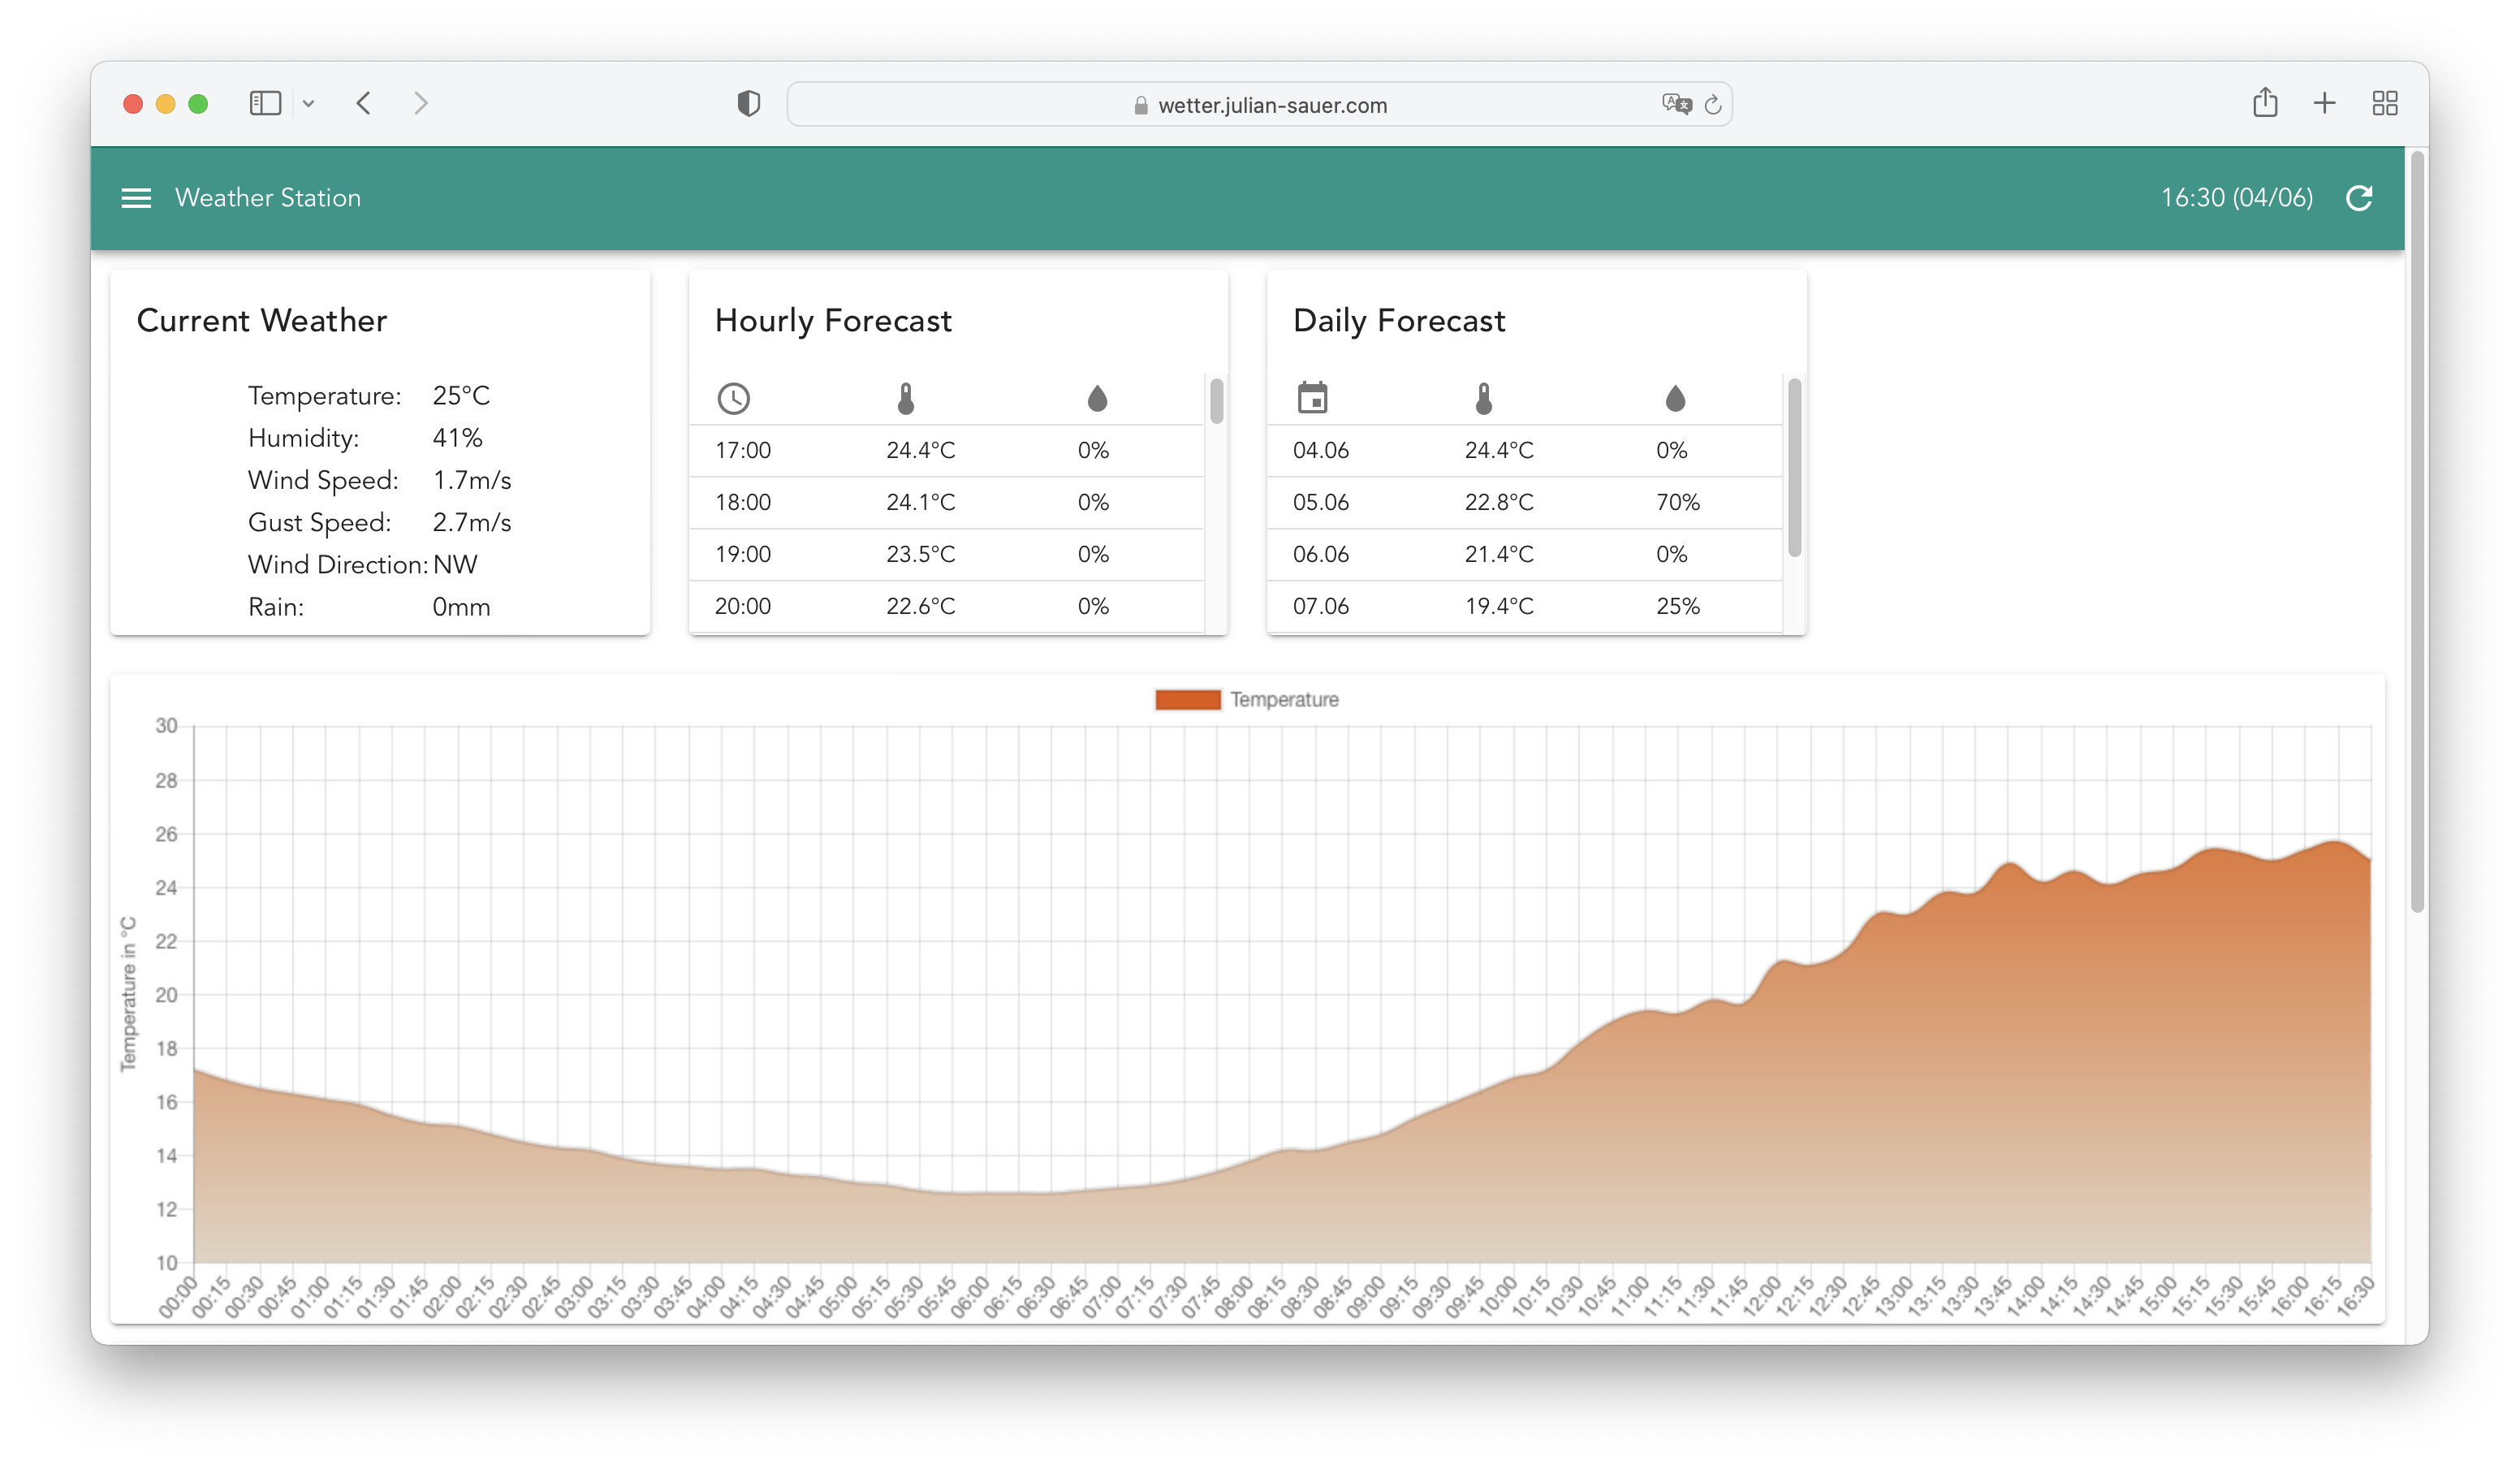 wetter.julian-sauer.com
Weather Station
16:30 (04/06)
Current Weather
Temperature: 25°C
Humidity: 41%
Wind Speed: 1.7m/s
Gust Speed: 2.7m/s
Wind Direction: NW
Rain: 0mm
Hourly Forecast
17:00 24.4°C 0%
18:00 24.1°C 0%
19:00 23.5°C 0%
20:00 22.6°C 0%
Daily Forecast
04.06 24.4°C 0%
05.06 22.8°C 70%
06.06 21.4°C 0%
07.06 19.4°C 25%
Temperature
Temperature in °C
30
28
26
24
22
20
18
16
14
12
10
00:00 00:15 00:30 00:45 01:00 01:15 01:30 01:45 02:00 02:15 02:30 02:45 03:00 03:15 03:30 03:45 04:00 04:15 04:30 04:45 05:00 05:15 05:30 05:45 06:00 06:15 06:30 06:45 07:00 07:15 07:30 07:45 08:00 08:15 08:30 08:45 09:00 09:15 09:30 09:45 10:00 10:15 10:30 10:45 11:00 11:15 11:30 11:45 12:00 12:15 12:30 12:45 13:00 13:15 13:30 13:45 14:00 14:15 14:30 14:45 15:00 15:15 15:30 15:45 16:00 16:15 16:30